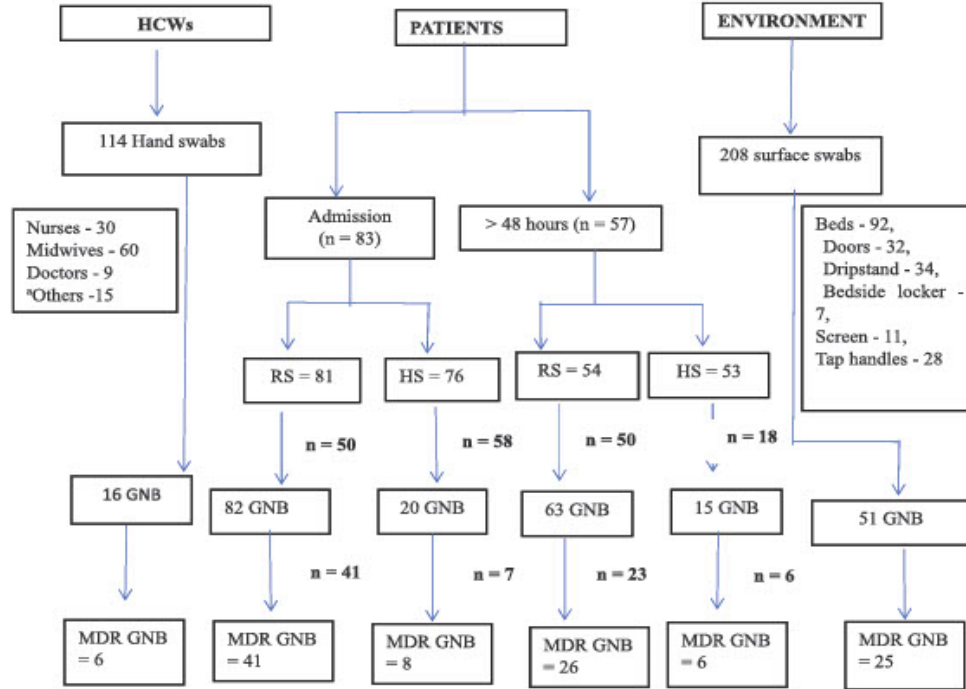 HCWs
PATIENTS
ENVIRONMENT
114 Hand swabs
208 surface swabs
Nurses - 30
Midwives - 60
Doctors - 9
ªOthers -15
Admission
(n = 83)
> 48 hours (n = 57)
Beds - 92,
Doors - 32,
Dripstand - 34,
Bedside locker -
7,
Screen - 11,
Tap handles - 28
RS = 81
HS = 76
RS = 54
HS = 53
n = 50
n = 58
n = 50
n = 18
16 GNB
82 GNB
20 GNB
63 GNB
15 GNB
51 GNB
n = 41
n = 7
n = 23
n = 6
MDR GNB
= 6
MDR GNB
= 41
MDR GNB
= 8
MDR GNB
= 26
MDR GNB
= 6
MDR GNB
= 25